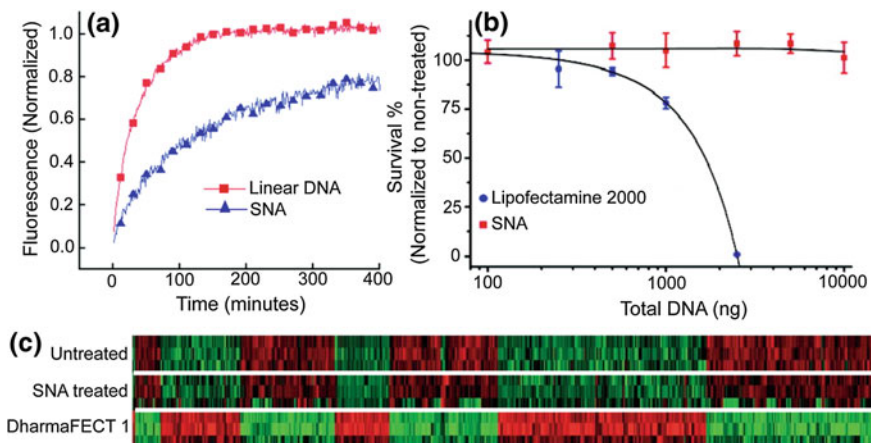 (a)
Fluorescence (Normalized)
1.0
0.8
0.6
0.4
0.2
0.0
Linear DNA
SNA
0 100 200 300 400
Time (minutes)
(b)
Survival %
(Normalized to non-treated)
100
75
50
25
0
Lipofectamine 2000
SNA
100 1000 10000
Total DNA (ng)
(c)
Untreated
SNA treated
DharmaFECT 1